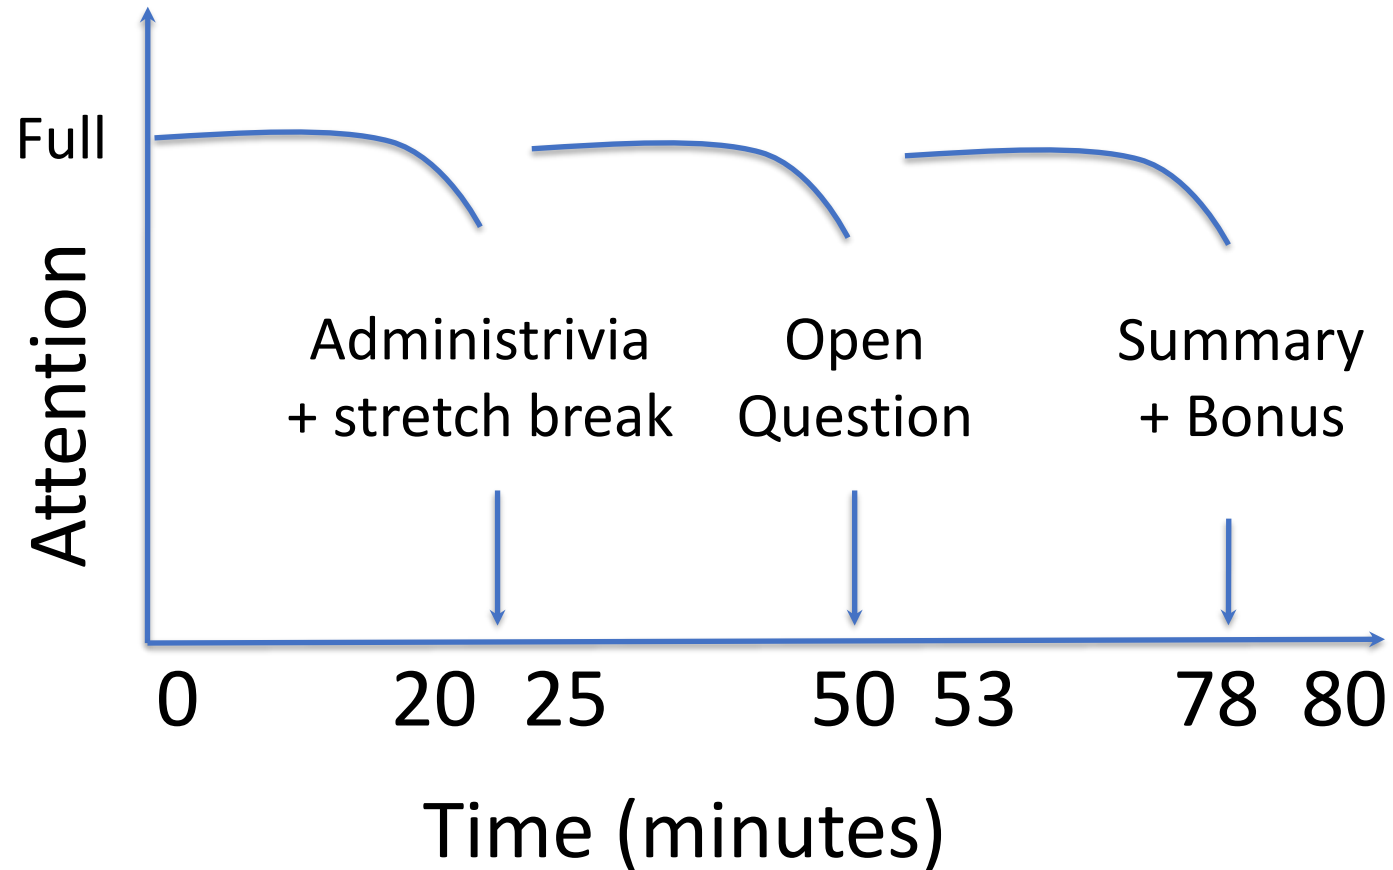 Full
Attention
Administrivia
+ stretch break
Open
Question
Summary
+ Bonus
0 20 25 50 53 78 80
Time (minutes)